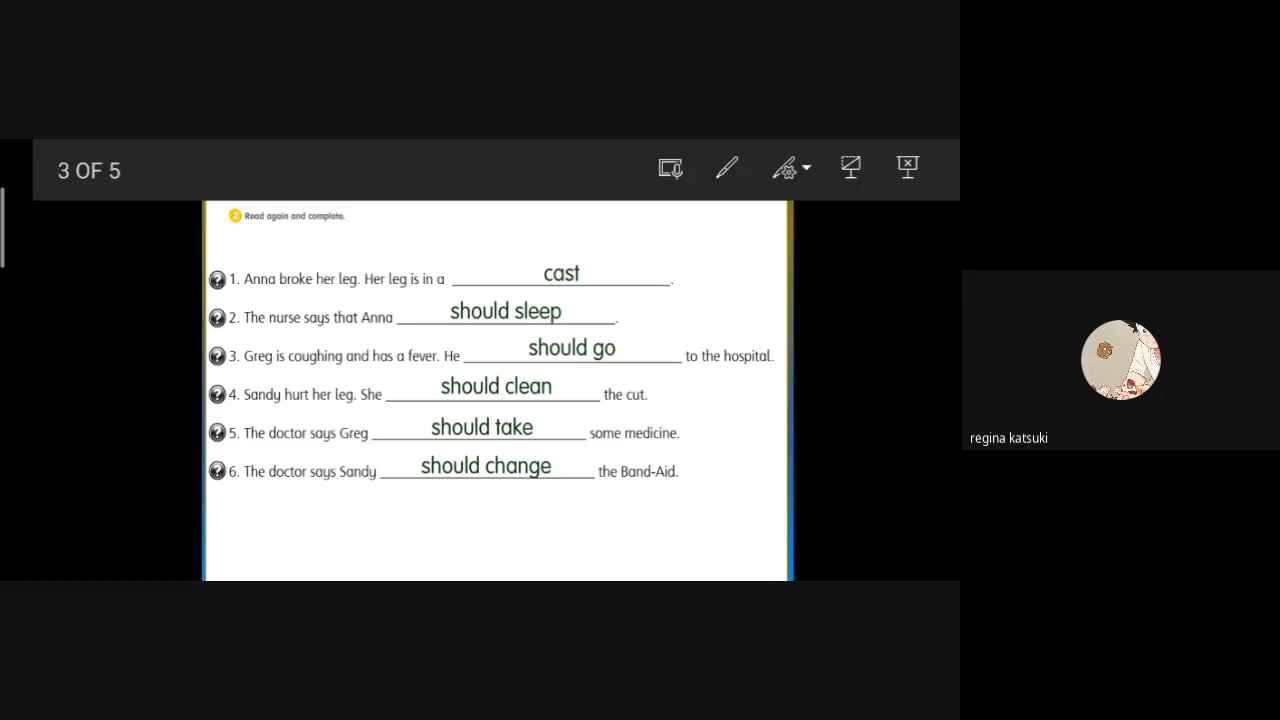 3 OF 5
2 Read again and complete.
1. Anna broke her leg. Her leg is in a cast.
2. The nurse says that Anna should sleep.
3. Greg is coughing and has a fever. He should go to the hospital.
4. Sandy hurt her leg. She should clean the cut.
5. The doctor says Greg should take some medicine.
6. The doctor says Sandy should change the Band-Aid.
regina katsuki